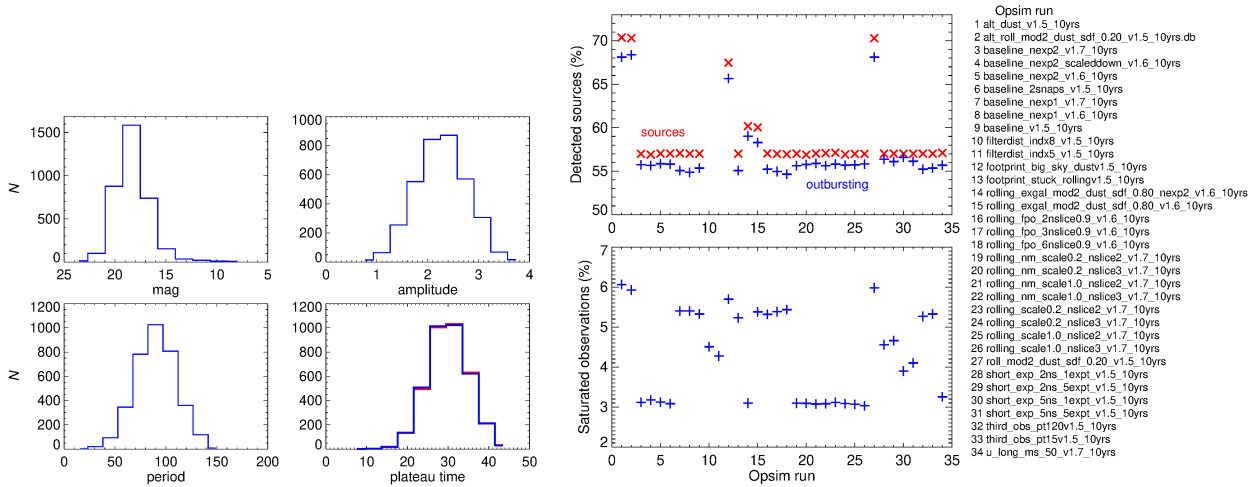 N
1500
1000
500
0
25 20 15 10 5
mag
1000
800
600
400
200
0
0 1 2 3 4
amplitude
N
1200
1000
800
600
400
200
0
0 50 100 150 200
period
1200
1000
800
600
400
200
0
0 10 20 30 40 50
plateau time
Detected sources (%)
70
65
60
55
50
sources
outbursting
0 5 10 15 20 25 30 35
Saturated observations (%)
7
6
5
4
3
2
0 5 10 15 20 25 30 35
Opsim run
Opsim run
1 alt_dust_v1.5_10yrs
2 alt_roll_mod2_dust_sdf_0.20_v1.5_10yrs.db
3 baseline_nexp2_v1.7_10yrs
4 baseline_nexp2_scaleddown_v1.6_10yrs
5 baseline_nexp2_v1.6_10yrs
6 baseline_2snaps_v1.5_10yrs
7 baseline_nexp1_v1.7_10yrs
8 baseline_nexp1_v1.6_10yrs
9 baseline_v1.5_10yrs
10 filterdist_indx8_v1.5_10yrs
11 filterdist_indx5_v1.5_10yrs
12 footprint_big_sky_dustv1.5_10yrs
13 footprint_stuck_rollingv1.5_10yrs
14 rolling_exgal_mod2_dust_sdf_0.80_nexp2_v1.6_10yrs
15 rolling_exgal_mod2_dust_sdf_0.80_v1.6_10yrs
16 rolling_fpo_2nslice0.9_v1.6_10yrs
17 rolling_fpo_3nslice0.9_v1.6_10yrs
18 rolling_fpo_6nslice0.9_v1.6_10yrs
19 rolling_nm_scale0.2_nslice2_v1.7_10yrs
20 rolling_nm_scale0.2_nslice3_v1.7_10yrs
21 rolling_nm_scale1.0_nslice2_v1.7_10yrs
22 rolling_nm_scale1.0_nslice3_v1.7_10yrs
23 rolling_scale0.2_nslice2_v1.7_10yrs
24 rolling_scale0.2_nslice3_v1.7_10yrs
25 rolling_scale1.0_nslice2_v1.7_10yrs
26 rolling_scale1.0_nslice3_v1.7_10yrs
27 roll_mod2_dust_sdf_0.20_v1.5_10yrs
28 short_exp_2ns_1expt_v1.5_10yrs
29 short_exp_2ns_5expt_v1.5_10yrs
30 short_exp_5ns_1expt_v1.5_10yrs
31 short_exp_5ns_5expt_v1.5_10yrs
32 third_obs_pt120v1.5_10yrs
33 third_obs_pt15v1.5_10yrs
34 u_long_ms_50_v1.7_10yrs